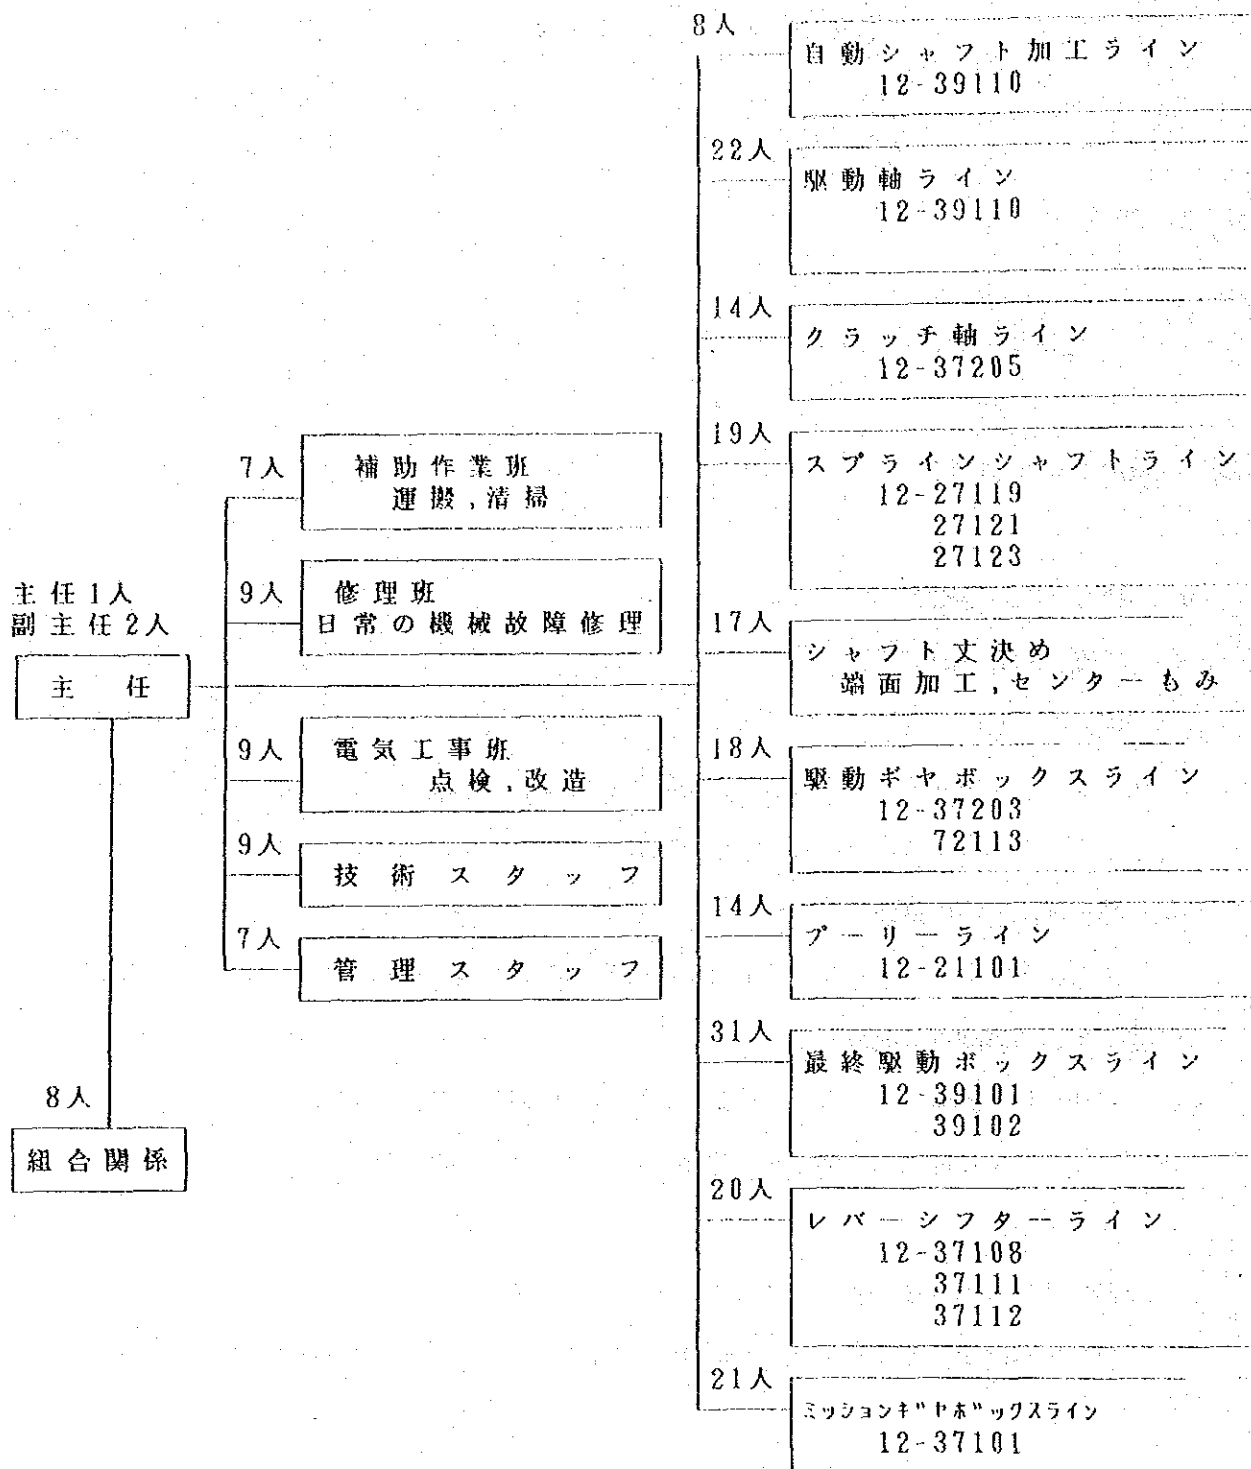 主任1人
副主任2人
主任
8人
組合関係
7人
補助作業班
運搬,清掃
9人
修理班
日常の機械故障修理
9人
電気工事班
点検,改造
9人
技術スタッフ
7人
管理スタッフ
8人
自動シャフト加工ライン
12-39110
22人
駆動軸ライン
12-39110
14人
クラッチ軸ライン
12-37205
19人
スプラインシャフトライン
12-27119
27121
27123
17人
シャフト丈決め
端面加工,センターもみ
18人
駆動ギヤボックスライン
12-37203
72113
14人
プーリーライン
12-21101
31人
最終駆動ボックスライン
12-39101
39102
20人
レバーシフターライン
12-37108
37111
37112
21人
ミッションギヤボックスライン
12-37101